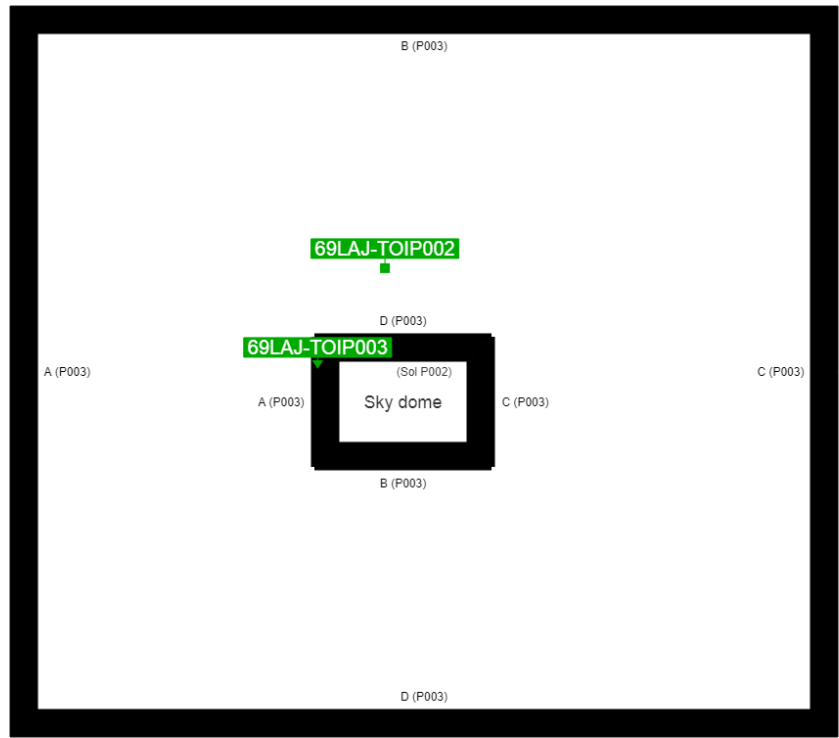 B (P003)
69LAJ-TOIP002
D (P003)
69LAJ-TOIP003
A (P003)
(Sol P002)
C (P003)
A (P003)
Sky dome
C (P003)
B (P003)
D (P003)